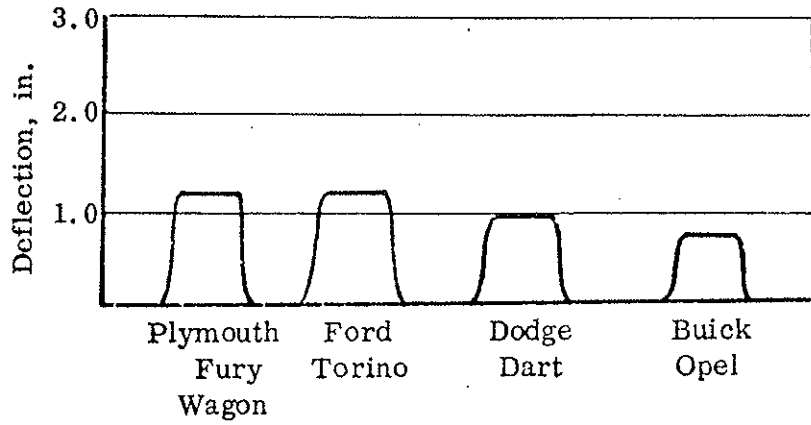 3.0
2.0
1.0
Deflection, in.
Plymouth Fury Wagon
Ford Torino
Dodge Dart
Buick Opel